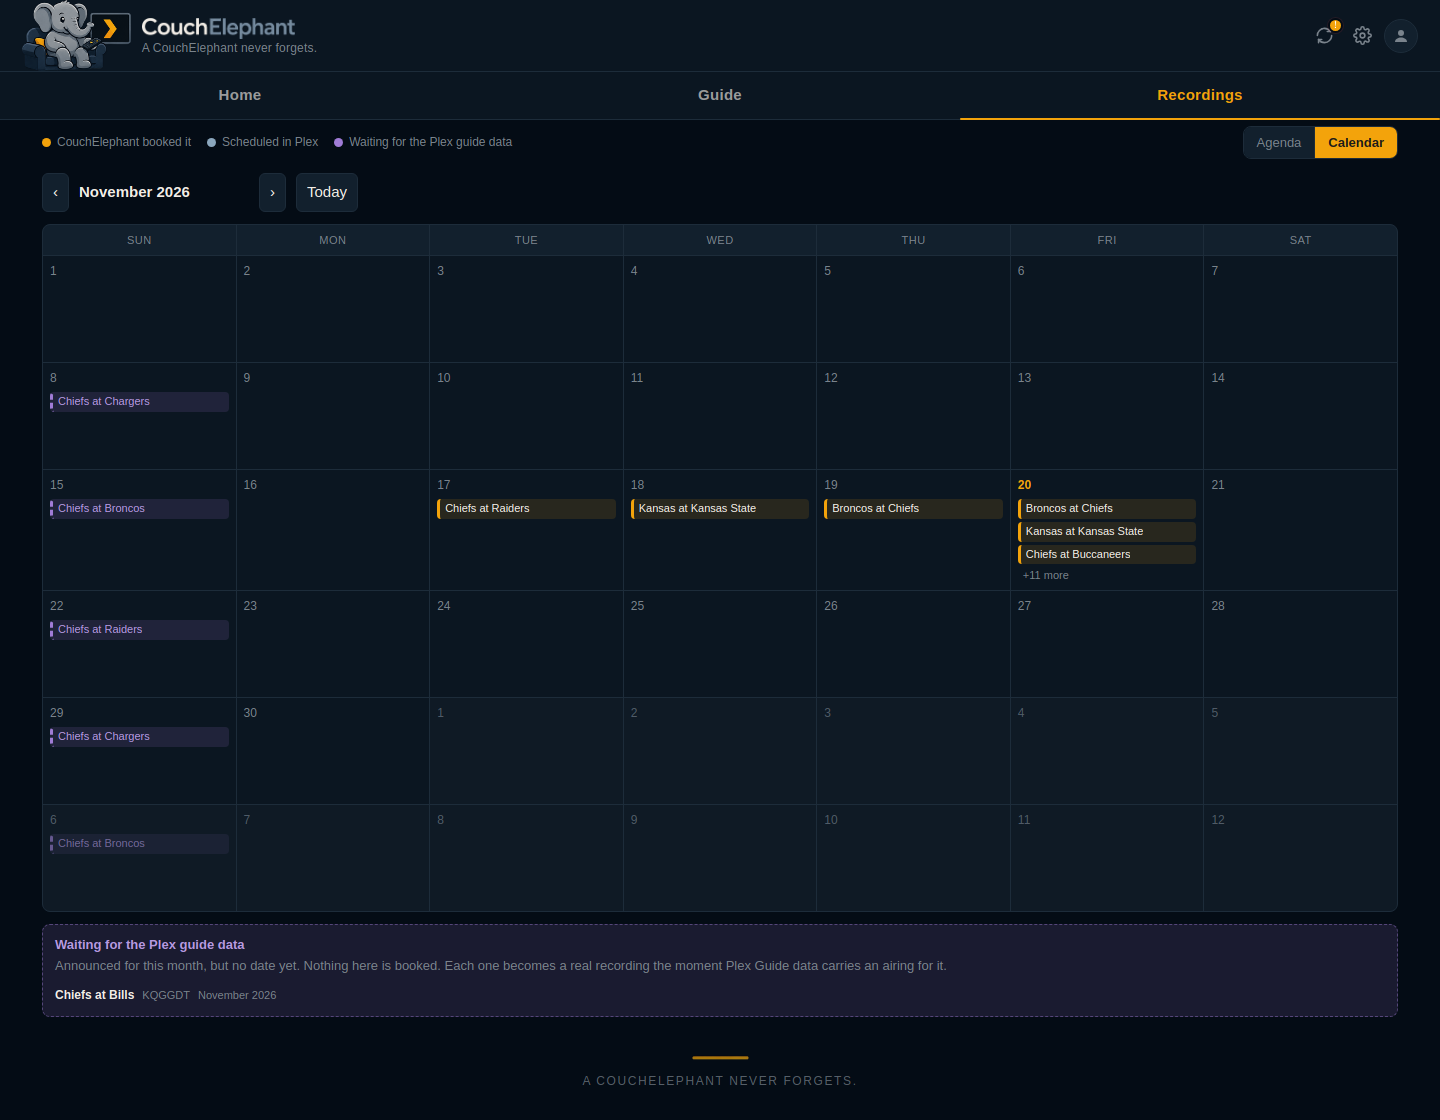 CouchElephant
A CouchElephant never forgets.
!
Home Guide Recordings
CouchElephant booked it Scheduled in Plex Waiting for the Plex guide data
Agenda Calendar
‹ November 2026 › Today
SUN MON TUE WED THU FRI SAT
1 2 3 4 5 6 7
8 9 10 11 12 13 14
Chiefs at Chargers
15 16 17 18 19 20 21
Chiefs at Broncos Chiefs at Raiders Kansas at Kansas State Broncos at Chiefs Broncos at Chiefs
Kansas at Kansas State
Chiefs at Buccaneers
+11 more
22 23 24 25 26 27 28
Chiefs at Raiders
29 30 1 2 3 4 5
Chiefs at Chargers
6 7 8 9 10 11 12
Chiefs at Broncos
Waiting for the Plex guide data
Announced for this month, but no date yet. Nothing here is booked. Each one becomes a real recording the moment Plex Guide data carries an airing for it.
Chiefs at Bills KQGGDT November 2026
A COUCHELEPHANT NEVER FORGETS.